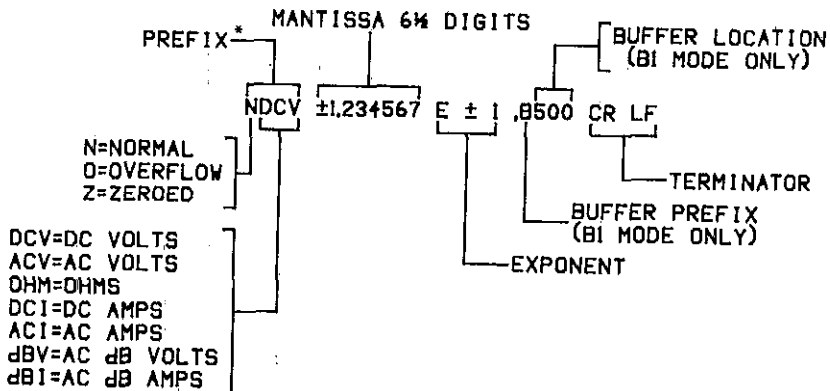 MANTISSA 6½ DIGITS
PREFIX*
BUFFER LOCATION
(B1 MODE ONLY)
NDCV ±1.234567 E ± 1 ,B500 CR LF
N=NORMAL
O=OVERFLOW
Z=ZEROED
TERMINATOR
BUFFER PREFIX
(B1 MODE ONLY)
EXPONENT
DCV=DC VOLTS
ACV=AC VOLTS
OHM=OHMS
DCI=DC AMPS
ACI=AC AMPS
dBV=AC dB VOLTS
dBI=AC dB AMPS